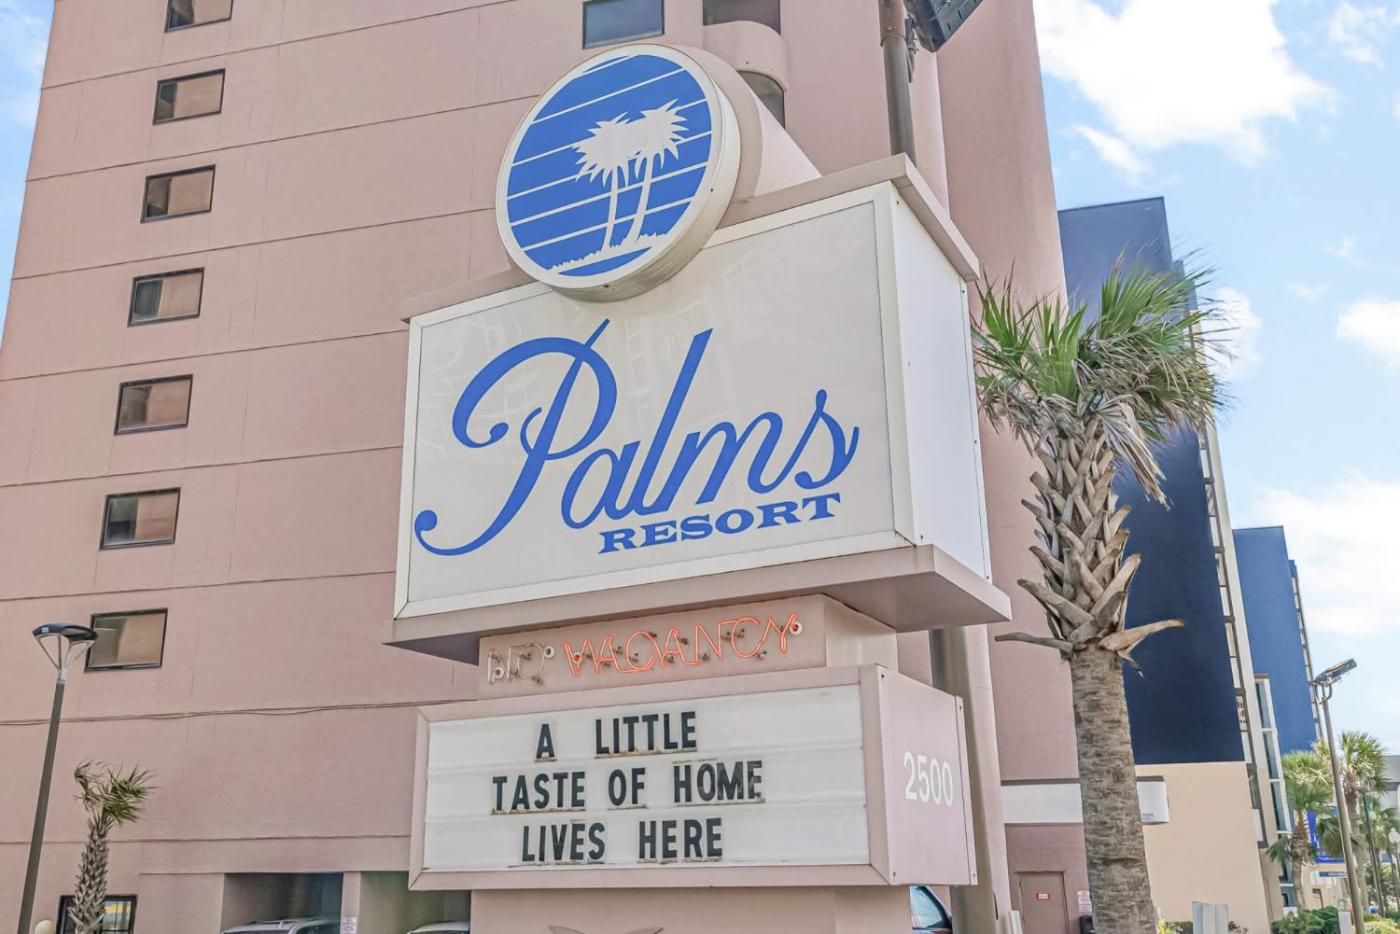 Palms
RESORT
NO VACANCY
A LITTLE
TASTE OF HOME
LIVES HERE
2500